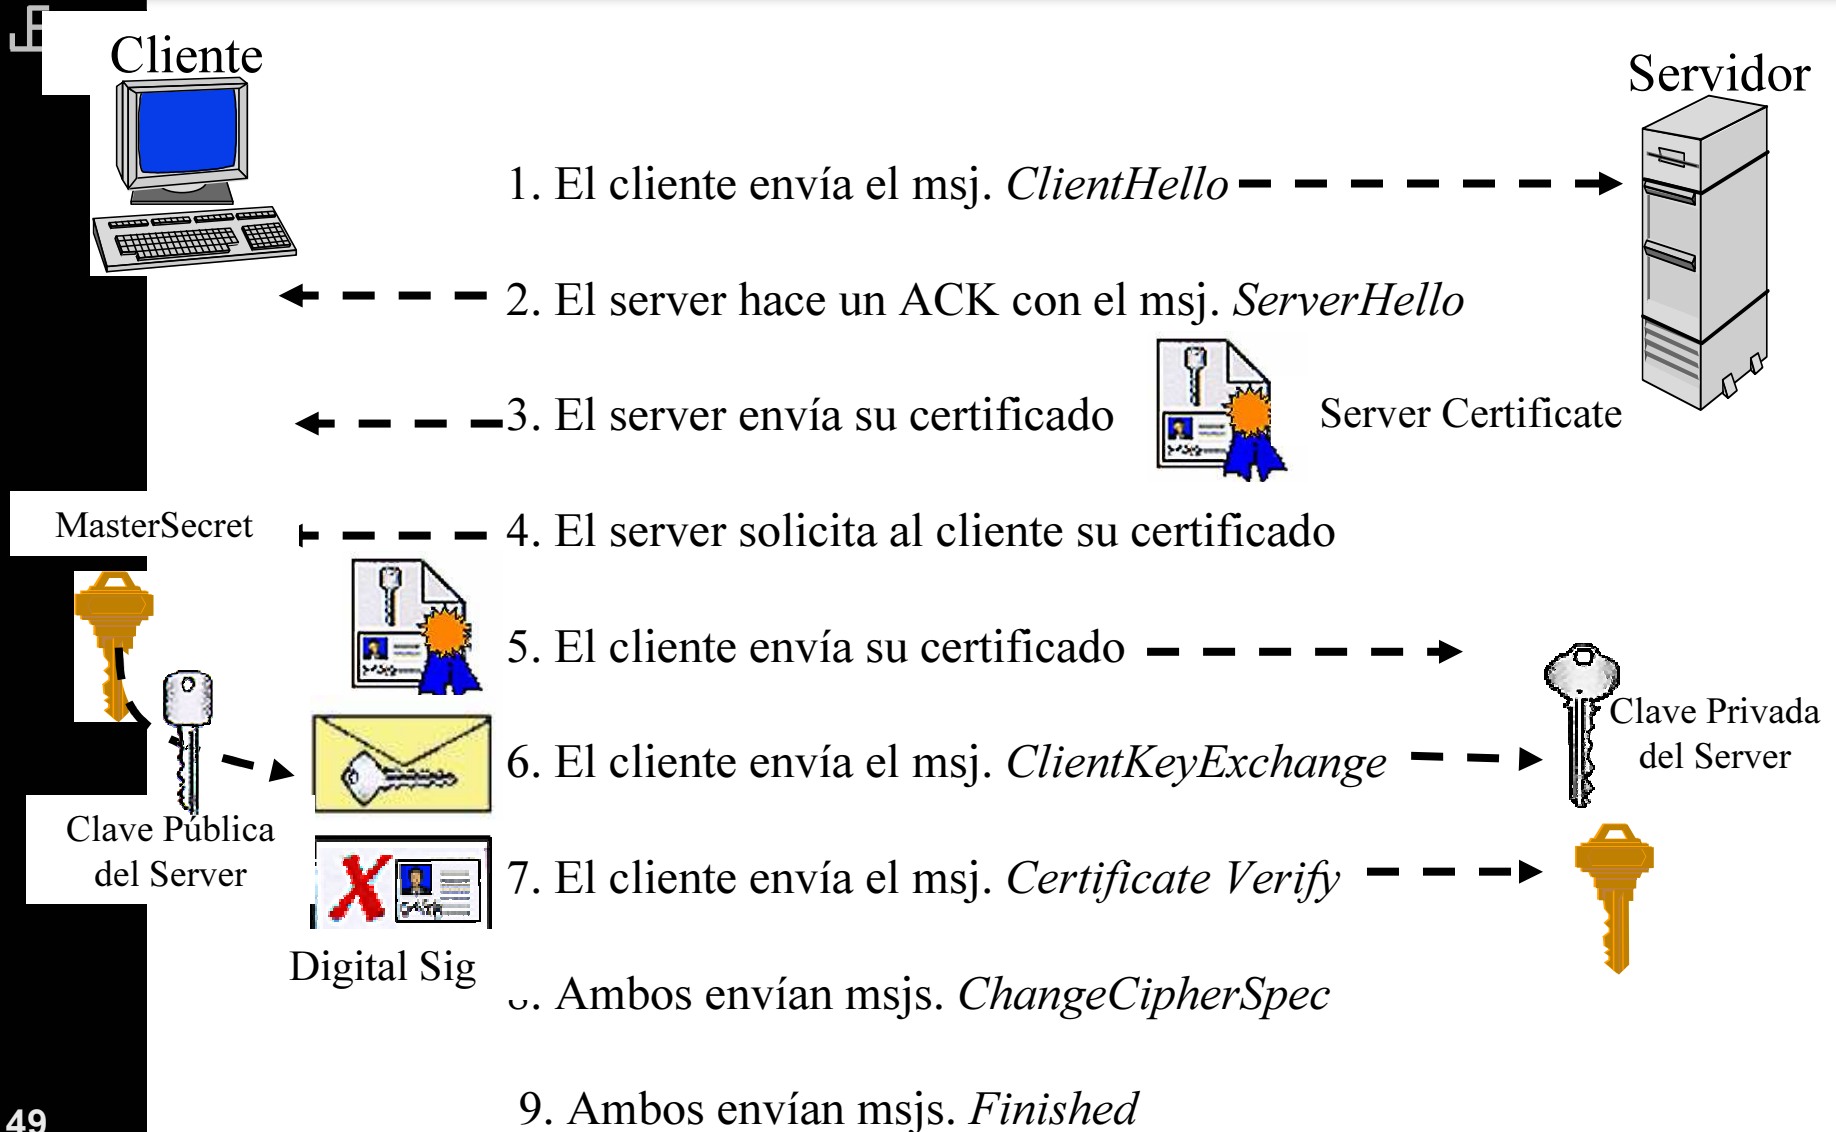 Cliente
Servidor
1. El cliente envía el msj. ClientHello
2. El server hace un ACK con el msj. ServerHello
3. El server envía su certificado
Server Certificate
MasterSecret
4. El server solicita al cliente su certificado
5. El cliente envía su certificado
Clave Privada
del Server
6. El cliente envía el msj. ClientKeyExchange
Clave Pública
del Server
7. El cliente envía el msj. Certificate Verify
Digital Sig
Ambos envían msjs. ChangeCipherSpec
9. Ambos envían msjs. Finished
49